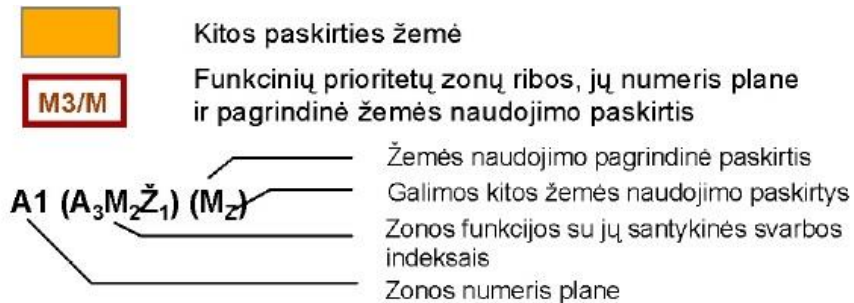 Kitos paskirties žemė
M3/M
Funkcinių prioritetų zonų ribos, jų numeris plane
ir pagrindinė žemės naudojimo paskirtis
Žemės naudojimo pagrindinė paskirtis
A1 (A₃M₂Ž₁) (M_Z)
Galimos kitos žemės naudojimo paskirtys
Zonos funkcijos su jų santykinės svarbos
indeksais
Zonos numeris plane